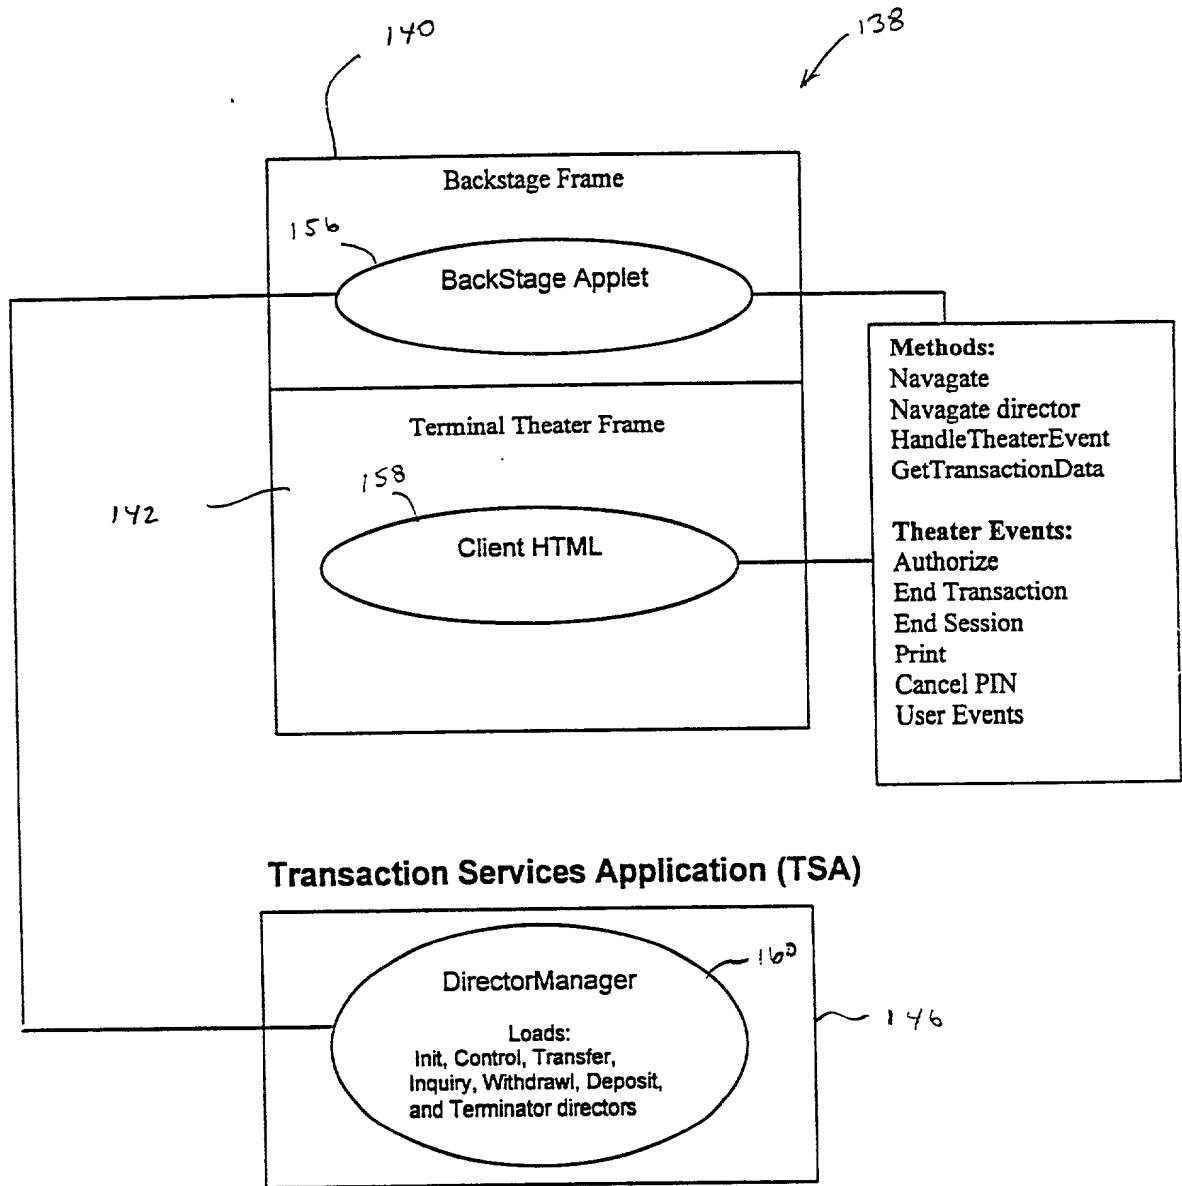 140
138
Backstage Frame
156
BackStage Applet
Methods:
Navagate
Navagate director
HandleTheaterEvent
GetTransactionData
Terminal Theater Frame
158
142
Client HTML
Theater Events:
Authorize
End Transaction
End Session
Print
Cancel PIN
User Events
Transaction Services Application (TSA)
160
DirectorManager
146
Loads:
Init, Control, Transfer,
Inquiry, Withdrawl, Deposit,
and Terminator directors